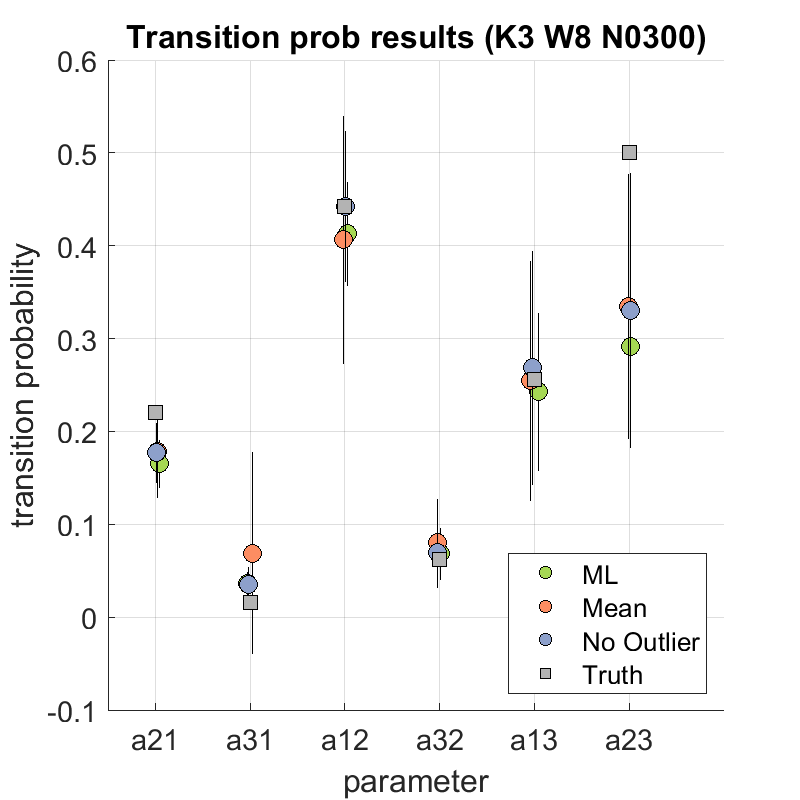 Transition prob results (K3 W8 N0300)
0.6
0.5
0.4
0.3
0.2
0.1
0
-0.1
transition probability
a21 a31 a12 a32 a13 a23
parameter
ML
Mean
No Outlier
Truth